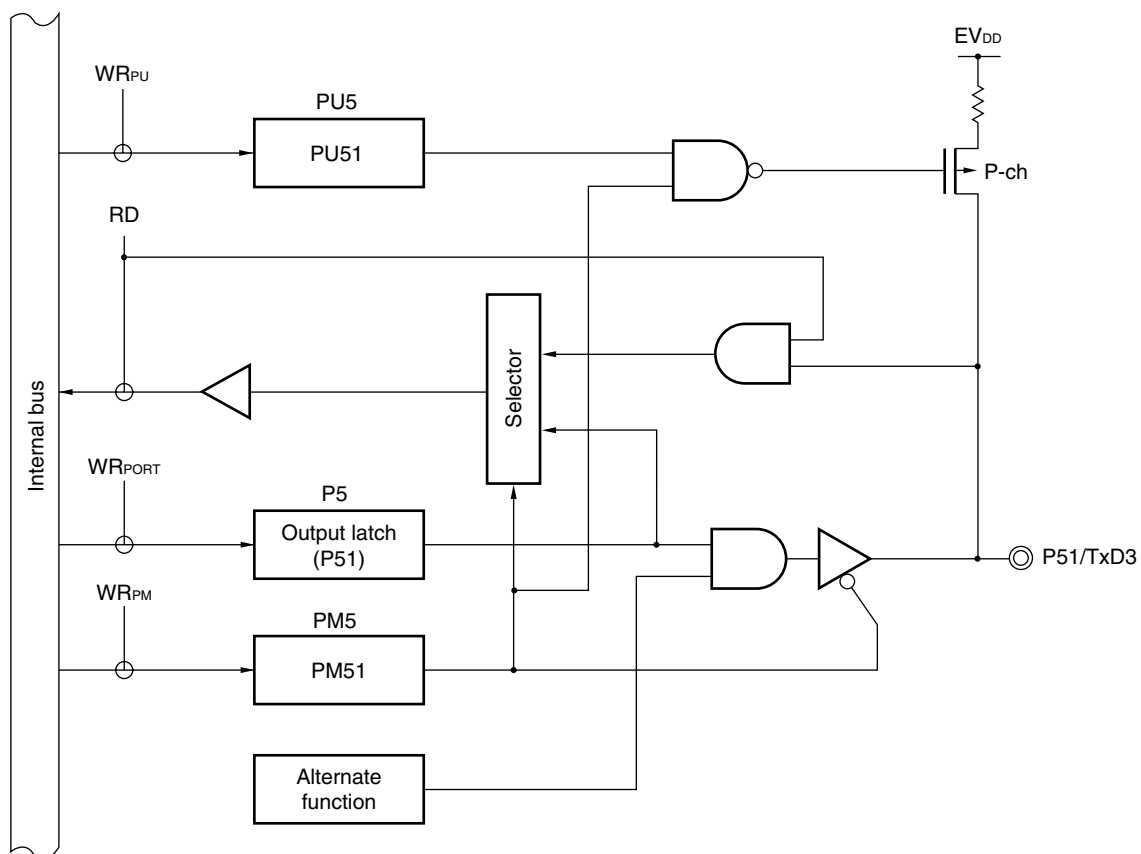 EVDD
WRPU
PU5
PU51
P-ch
RD
Selector
Internal bus
WRPORT
P5
Output latch
(P51)
P51/TxD3
WRPM
PM5
PM51
Alternate
function